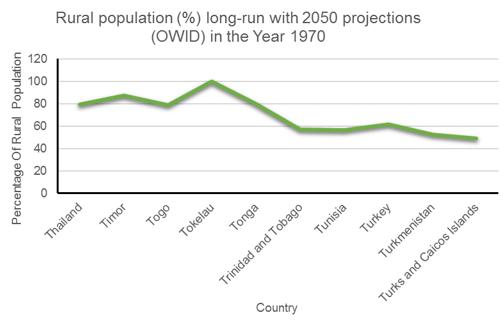 Rural population (%) long-run with 2050 projections
(OWID) in the Year 1970
Percentage Of Rural Population
120
100
80
60
40
20
0
Thailand
Timor
Togo
Tokelau
Tonga
Trinidad and Tobago
Tunisia
Turkey
Turkmenistan
Turks and Caicos Islands
Country